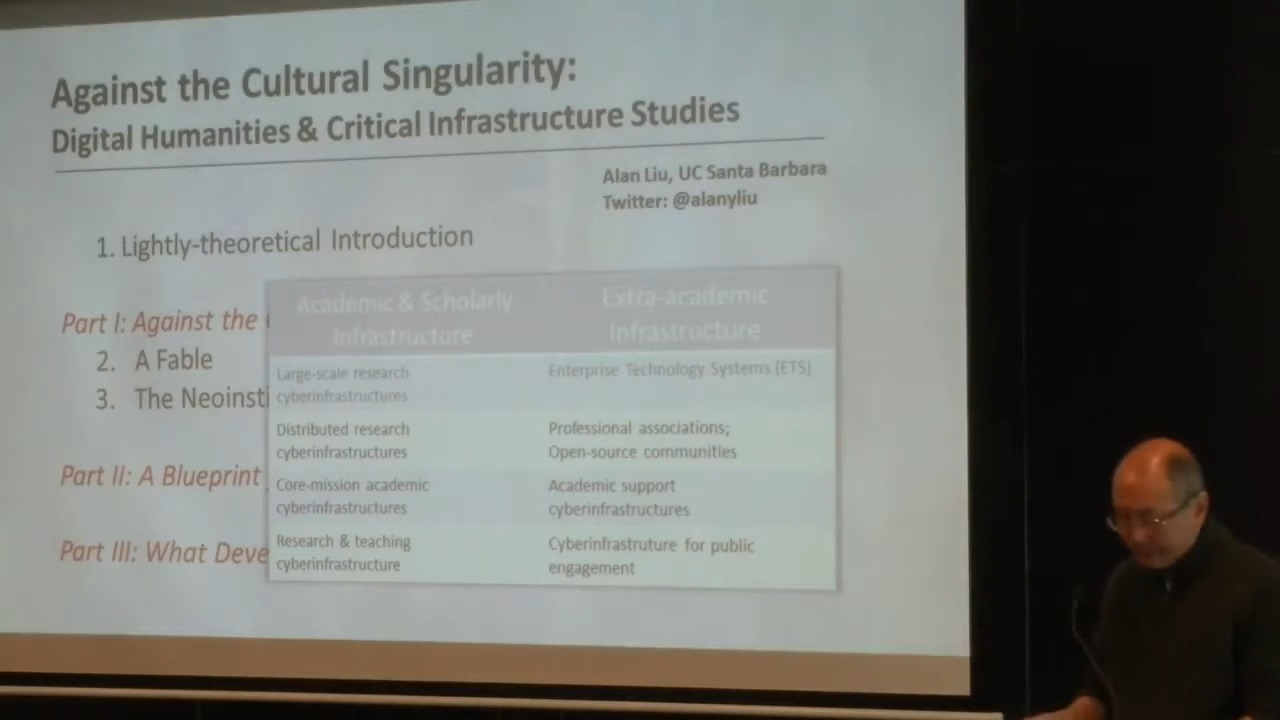 Against the Cultural Singularity:
Digital Humanities & Critical Infrastructure Studies
Alan Liu, UC Santa Barbara
Twitter: @alanyliu
1. Lightly-theoretical Introduction
Part I: Against the
2. A Fable
3. The Neoinsti
Part II: A Blueprint
Part III: What Deve
Academic & Scholarly
Infrastructure
Extra-academic
Infrastructure
Large-scale research
cyberinfrastructures
Enterprise Technology Systems (ETS)
Distributed research
cyberinfrastructures
Professional associations;
Open-source communities
Core-mission academic
cyberinfrastructures
Academic support
cyberinfrastructures
Research & teaching
cyberinfrastructure
Cyberinfrastruture for public
engagement